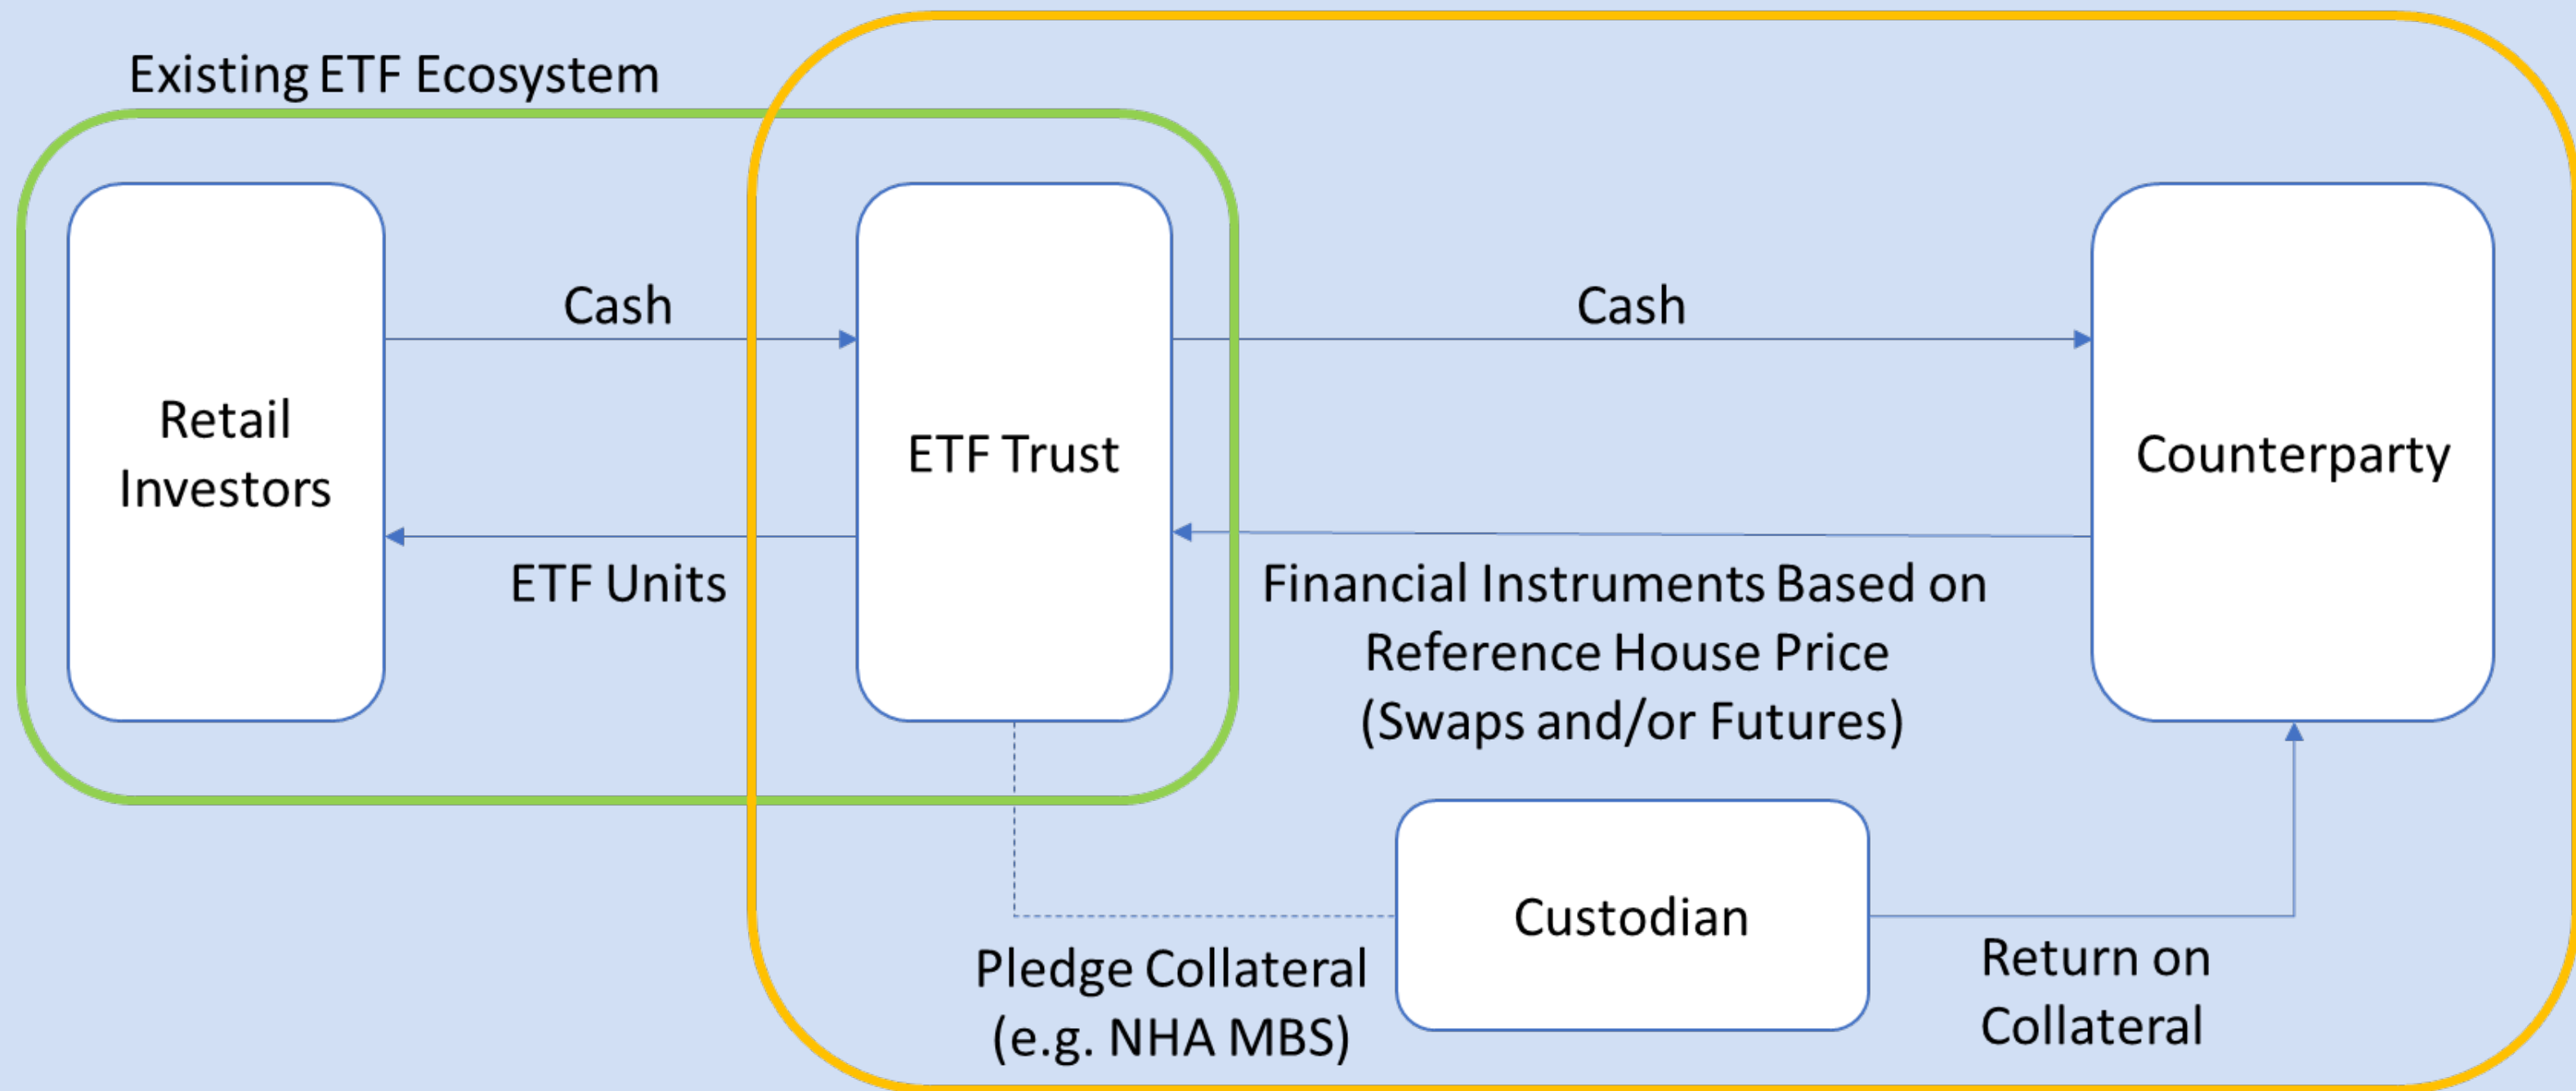 Existing ETF Ecosystem
Retail
Investors
Cash
ETF Units
ETF Trust
Cash
Financial Instruments Based on
Reference House Price
(Swaps and/or Futures)
Counterparty
Pledge Collateral
(e.g. NHA MBS)
Custodian
Return on
Collateral